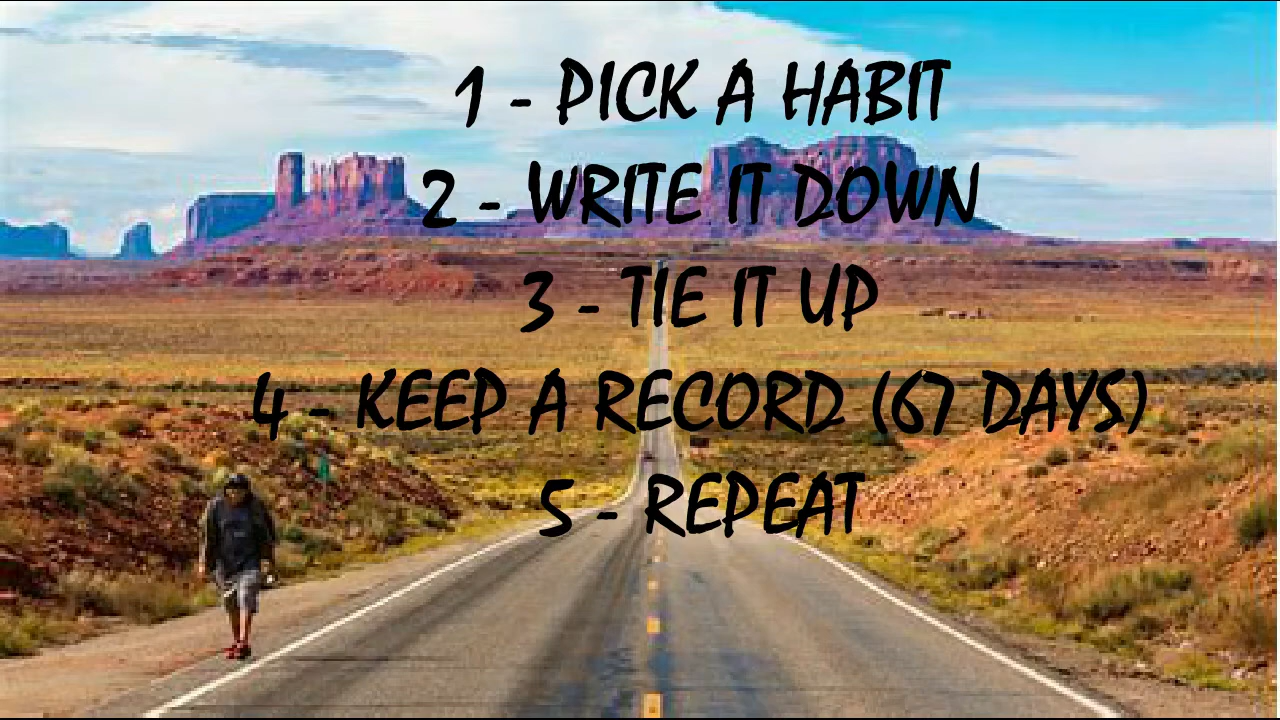 1 - PICK A HABIT
2 - WRITE IT DOWN
3 - TIE IT UP
4 - KEEP A RECORD (67 DAYS)
5 - REPEAT